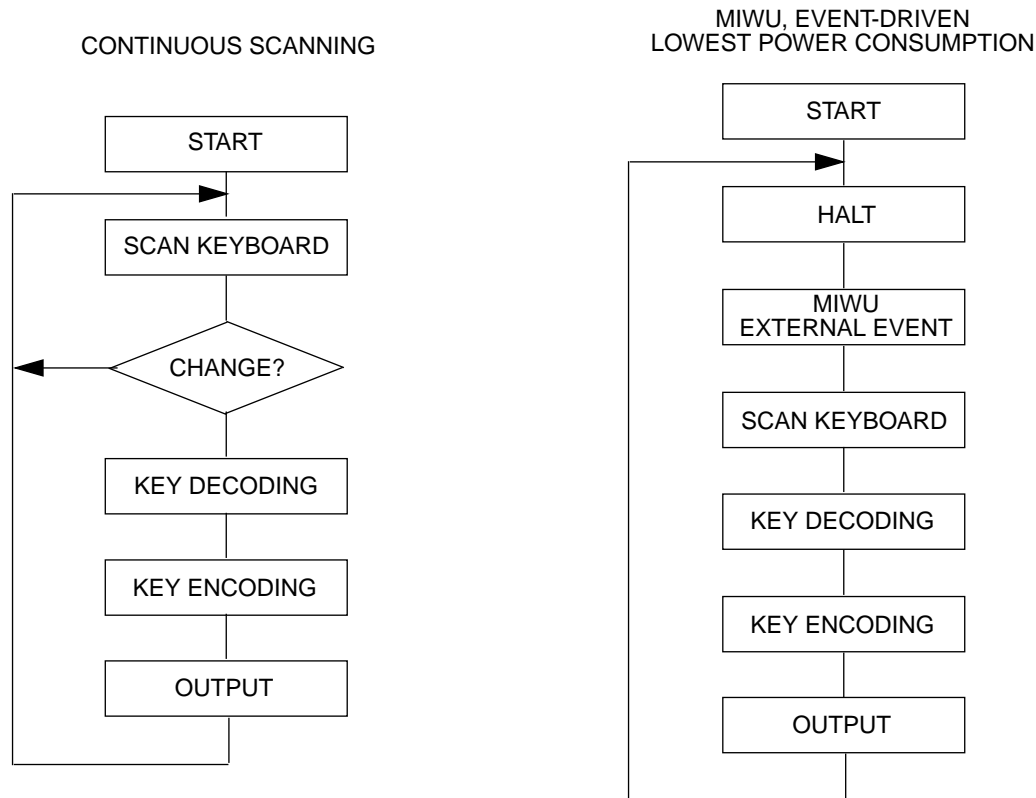 CONTINUOUS SCANNING
START
SCAN KEYBOARD
CHANGE?
KEY DECODING
KEY ENCODING
OUTPUT
MIWU, EVENT-DRIVEN
LOWEST POWER CONSUMPTION
START
HALT
MIWU
EXTERNAL EVENT
SCAN KEYBOARD
KEY DECODING
KEY ENCODING
OUTPUT